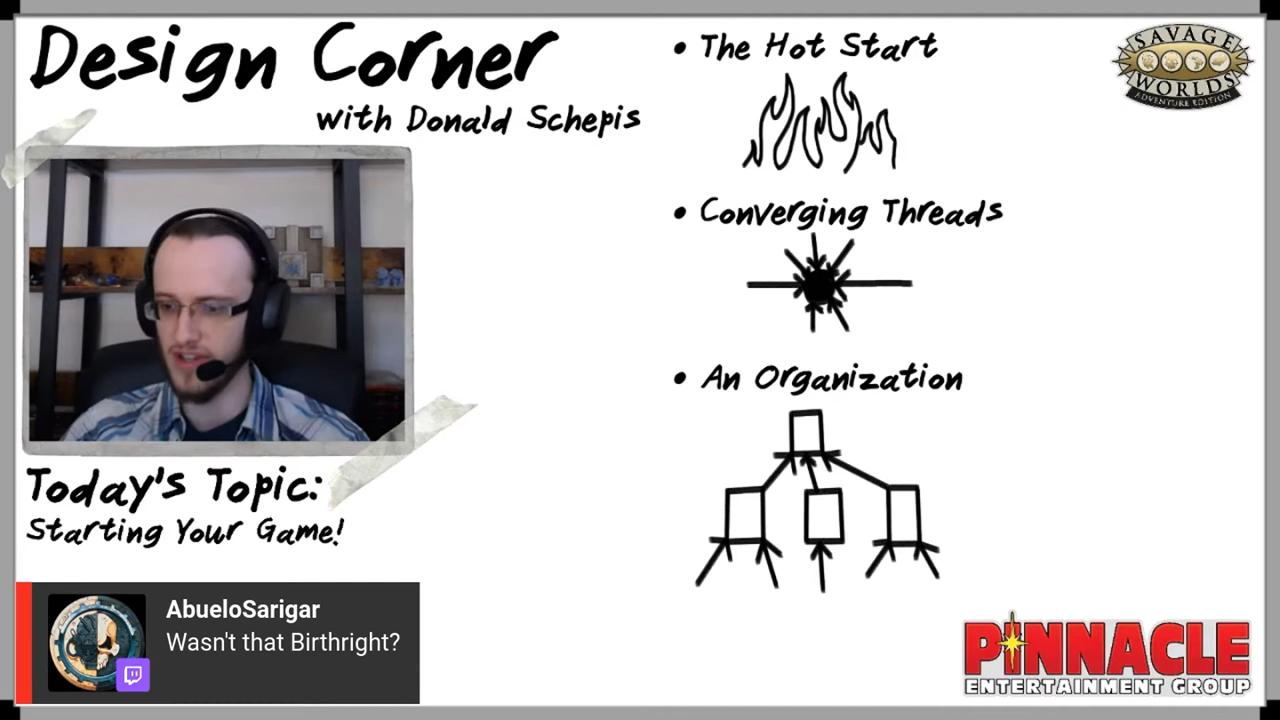 Design Corner
with Donald Schepis
Today's Topic:
Starting Your Game!
AbueloSarigar
Wasn't that Birthright?
• The Hot Start
• Converging Threads
• An Organization
SAVAGE
WORLDS
ADVENTURE EDITION
PINNACLE
ENTERTAINMENT GROUP